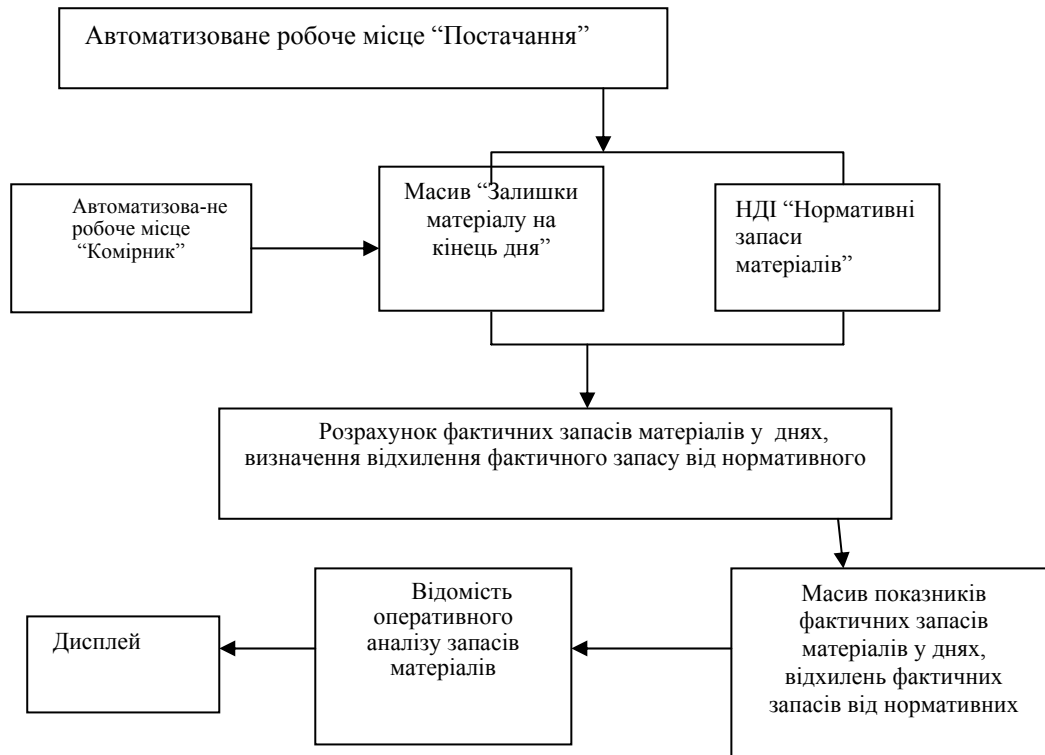 Автоматизоване робоче місце “Постачання”
Автоматизова-не
робоче місце
“Комірник”
Масив “Залишки
матеріалу на
кінець дня”
НДІ “Нормативні
запаси
матеріалів”
Розрахунок фактичних запасів матеріалів у днях,
визначення відхилення фактичного запасу від нормативного
Дисплей
Відомість
оперативного
аналізу запасів
матеріалів
Масив показників
фактичних запасів
матеріалів у днях,
відхилень фактичних
запасів від нормативних